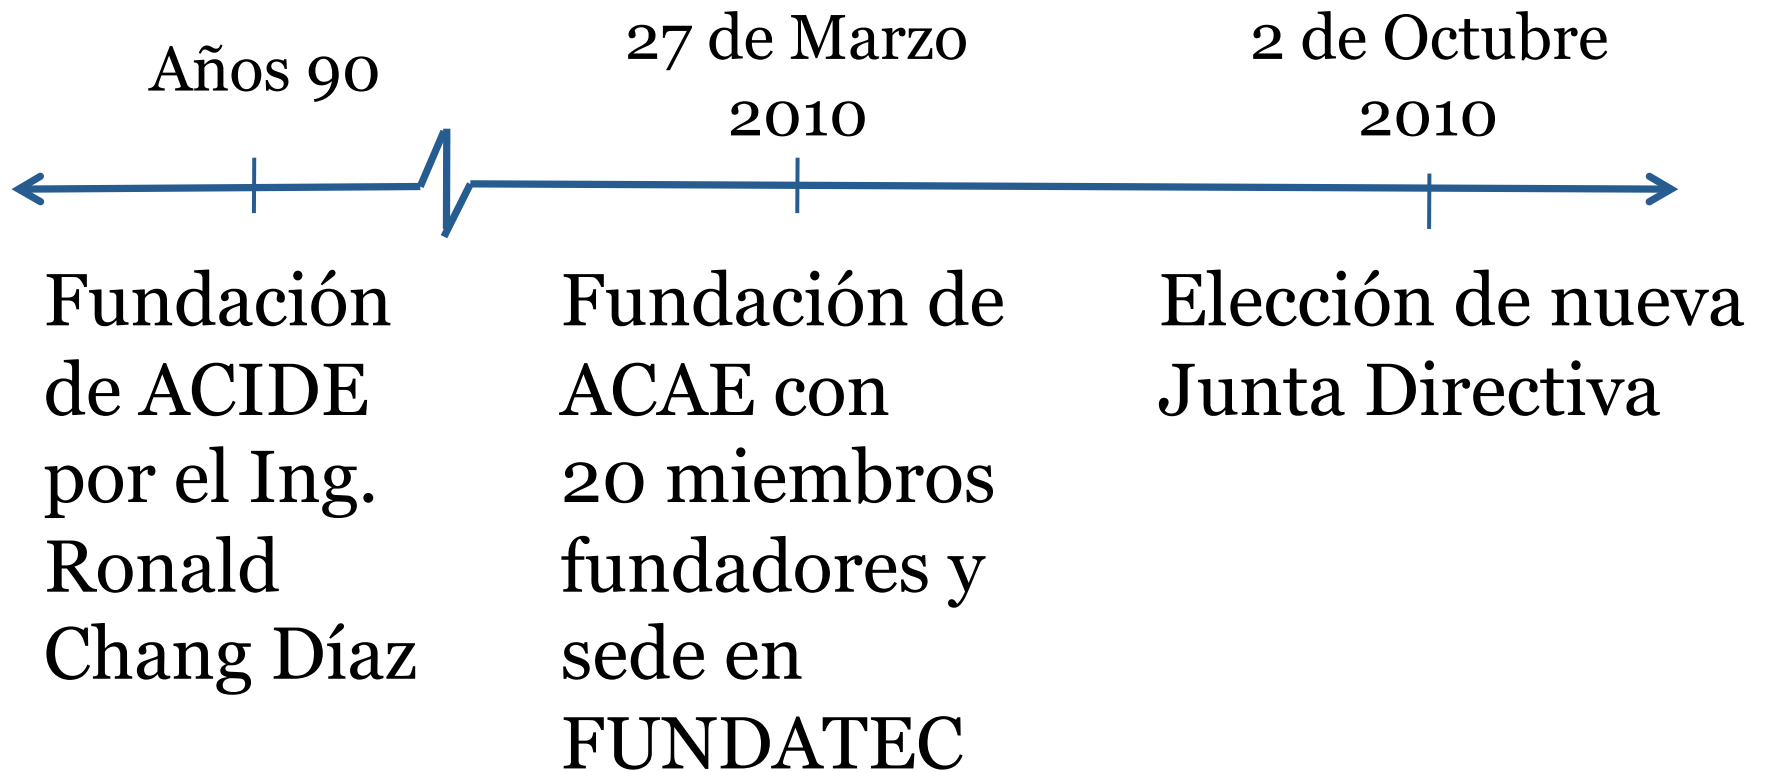 Años 90
Fundación
de ACIDE
por el Ing.
Ronald
Chang Díaz
27 de Marzo
2010
Fundación de
ACAE con
20 miembros
fundadores y
sede en
FUNDATEC
2 de Octubre
2010
Elección de nueva
Junta Directiva